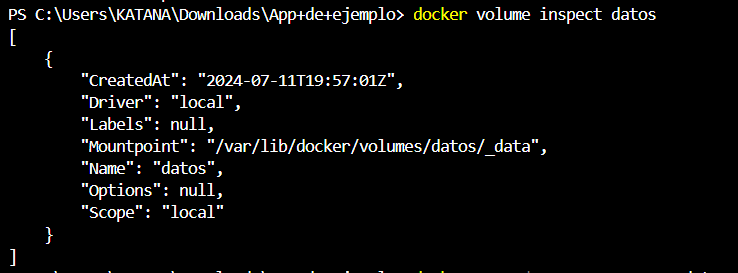 PS C:\Users\KATANA\Downloads\App+de+ejemplo> docker volume inspect datos
[
    {
        "CreatedAt": "2024-07-11T19:57:01Z",
        "Driver": "local",
        "Labels": null,
        "Mountpoint": "/var/lib/docker/volumes/datos/_data",
        "Name": "datos",
        "Options": null,
        "Scope": "local"
    }
]